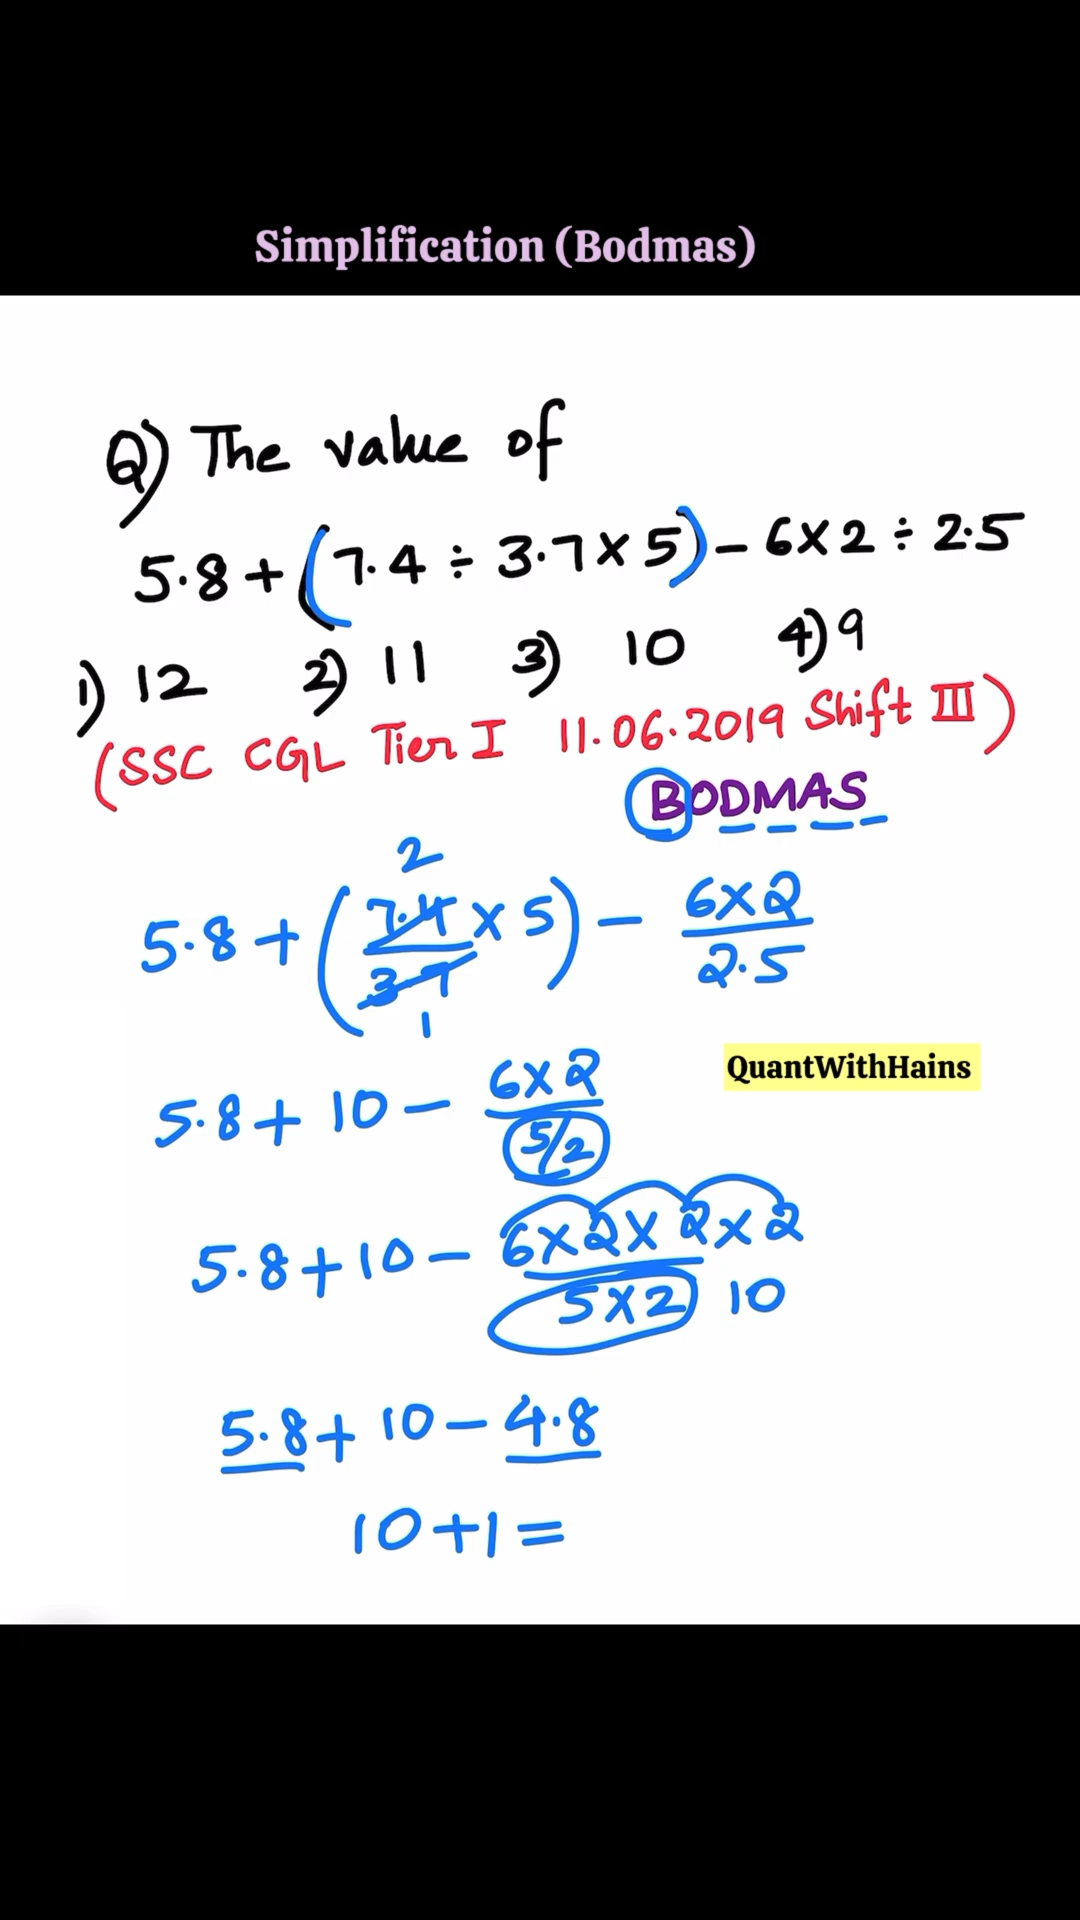 Simplification (Bodmas)
Q) The value of
5.8 + (7.4 ÷ 3.7 × 5) – 6 × 2 ÷ 2.5
1) 12 2) 11 3) 10 4) 9
(SSC CGL Tier I 11.06.2019 Shift III)
BODMAS
2
5.8 + (7.4/3.7 × 5) – 6 × 2/2.5
1
QuantWithHains
5.8 + 10 – 6 × 2/(5/2)
5.8 + 10 – 6 × 2 × 2 × 2/5 × 2 10
5.8 + 10 – 4.8
10 + 1 =